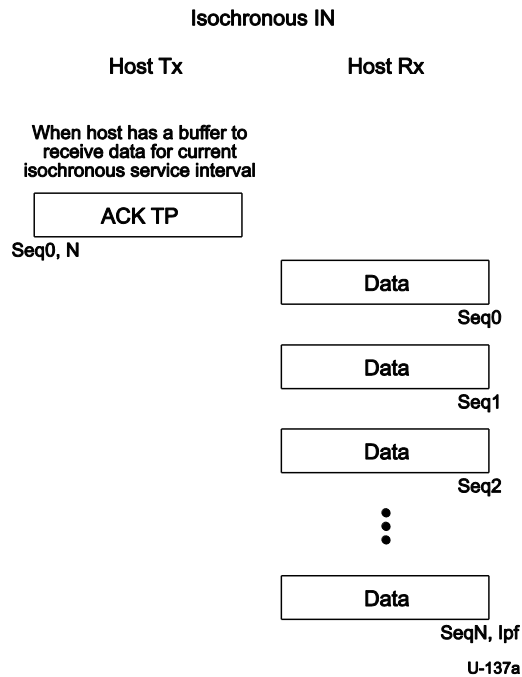 Isochronous IN
Host Tx
Host Rx
When host has a buffer to
receive data for current
isochronous service interval
ACK TP
Seq0, N
Data
Seq0
Data
Seq1
Data
Seq2
Data
SeqN, lpf
U-137a